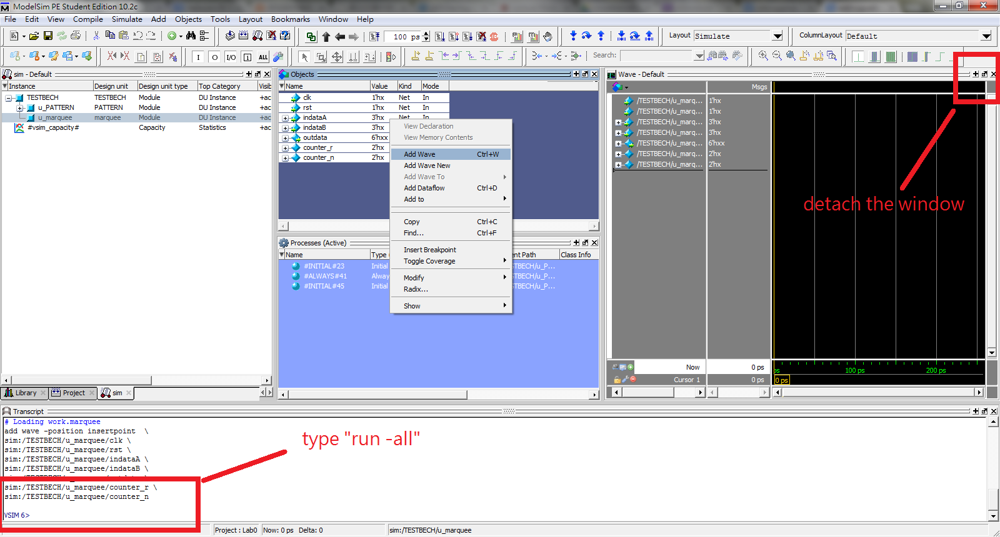 ModelSim PE Student Edition 10.2c
File Edit View Compile Simulate Add Objects Tools Layout Bookmarks Window Help
100 ps
Layout Simulate
ColumnLayout Default
I O I/O i ALL
Search:
sim - Default
Instance Design unit Design unit type Top Category Visib
TESTBECH TESTBECH Module DU Instance +ac
u_PATTERN PATTERN Module DU Instance +ac
u_marquee marquee Module DU Instance +ac
#vsim_capacity# Capacity Statistics +ac
Library Project sim
Objects
Name Value Kind Mode
clk 1'hx Net In
rst 1'hx Net In
indataA 3'hx Net In
indataB 3'hx
outdata 6'hxx
counter_r 2'hx
counter_n 2'hx
View Declaration
View Memory Contents
Add Wave Ctrl+W
Add Wave New
Add Wave To
Add Dataflow Ctrl+D
Add to
Copy Ctrl+C
Find... Ctrl+F
Insert Breakpoint
Toggle Coverage
Modify
Radix...
Show
Processes (Active)
Name Type ent Path Class Info
#INITIAL#23 Initial STBECH/u_P...
#ALWAYS#41 Alway STBECH/u_P...
#INITIAL#45 Initial STBECH/u_P...
Wave - Default
Msgs
/TESTBECH/u_marq... 1'hx
/TESTBECH/u_marq... 1'hx
/TESTBECH/u_marq... 3'hx
/TESTBECH/u_marq... 3'hx
/TESTBECH/u_marq... 6'hxx
/TESTBECH/u_marq... 2'hx
/TESTBECH/u_marq... 2'hx
detach the window
Now 0 ps ps 100 ps 200 ps
Cursor 1 0 ps 0 ps
Transcript
# Loading work.marquee
add wave -position insertpoint \
sim:/TESTBECH/u_marquee/clk \
sim:/TESTBECH/u_marquee/rst \
sim:/TESTBECH/u_marquee/indataA \
sim:/TESTBECH/u_marquee/indataB \
sim:/TESTBECH/u_marquee/counter_r \
sim:/TESTBECH/u_marquee/counter_n
VSIM 6>
type "run -all"
Project : Lab0 Now: 0 ps Delta: 0 sim:/TESTBECH/u_marquee